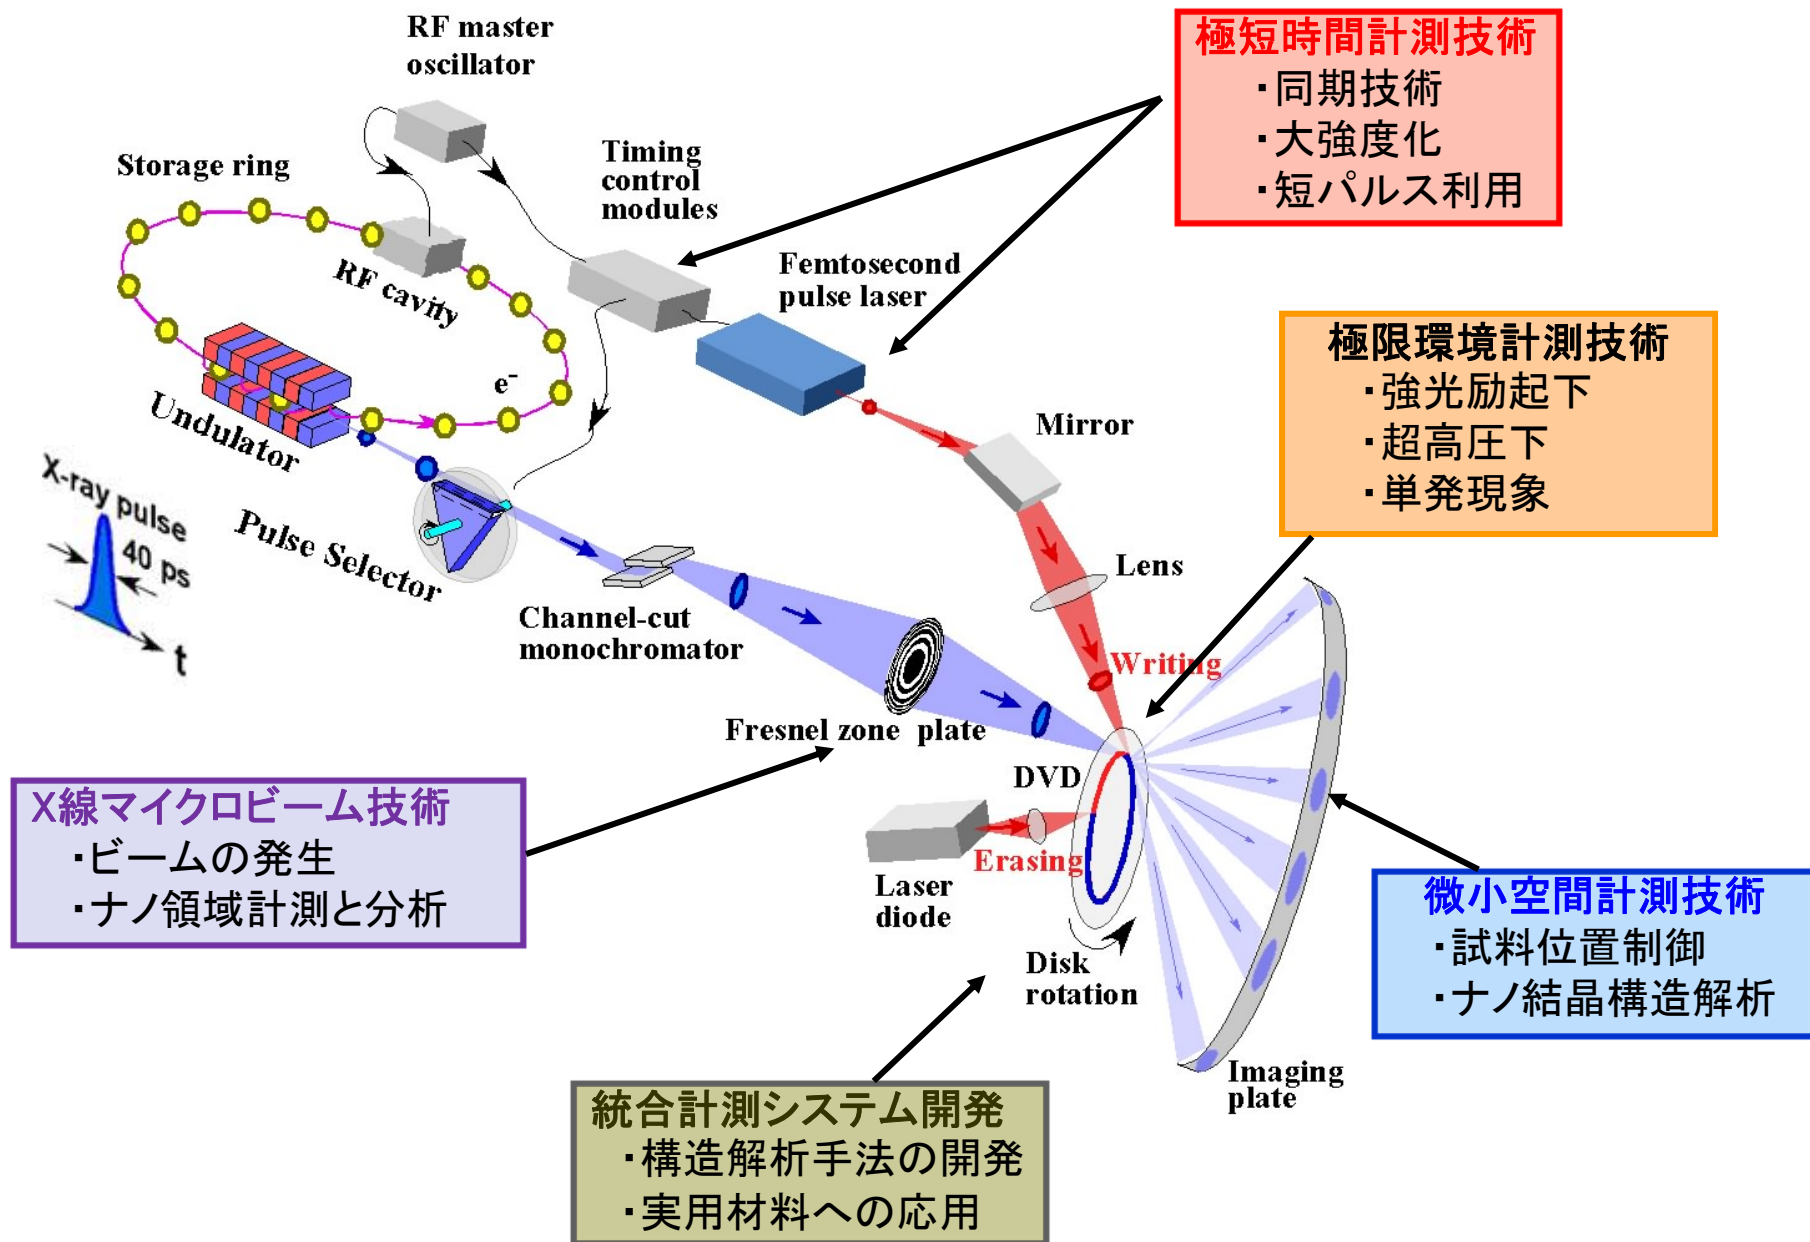 RF master
oscillator
極短時間計測技術
・同期技術
・大強度化
・短パルス利用
Storage ring
Timing
control
modules
RF cavity
Femtosecond
pulse laser
極限環境計測技術
・強光励起下
・超高圧下
・単発現象
e-
Undulator
Mirror
X-ray pulse
40 ps
t
Pulse Selector
Lens
Channel-cut
monochromator
Writing
Fresnel zone plate
DVD
X線マイクロビーム技術
・ビームの発生
・ナノ領域計測と分析
Erasing
Laser
diode
微小空間計測技術
・試料位置制御
・ナノ結晶構造解析
Disk
rotation
Imaging
plate
統合計測システム開発
・構造解析手法の開発
・実用材料への応用